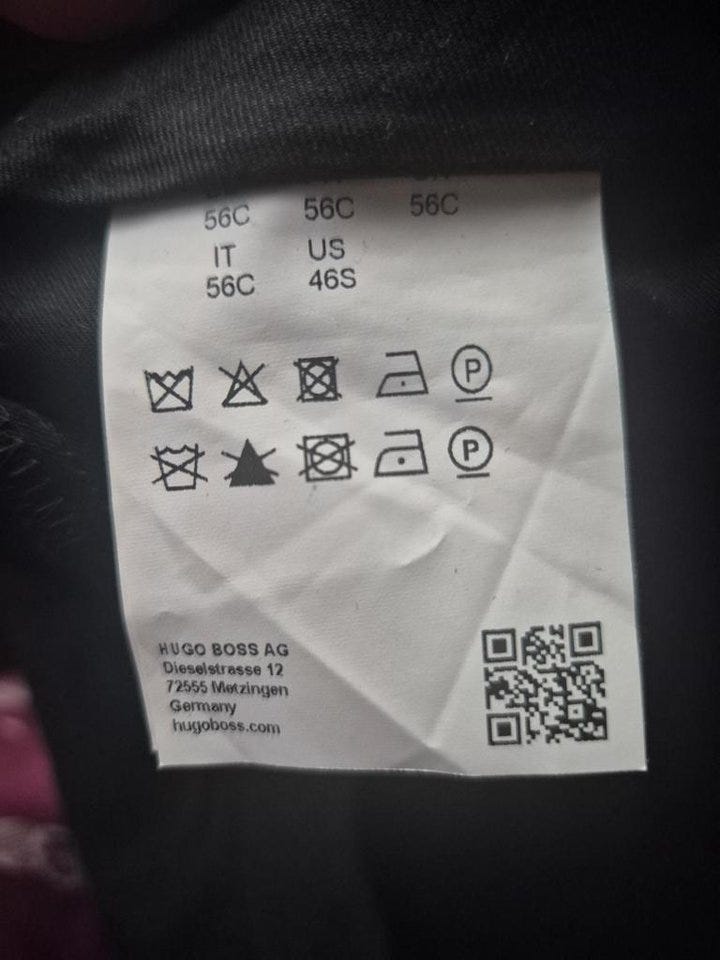 56C 56C 56C
IT US
56C 46S
P
P
HUGO BOSS AG
Dieselstrasse 12
72555 Metzingen
Germany
hugoboss.com